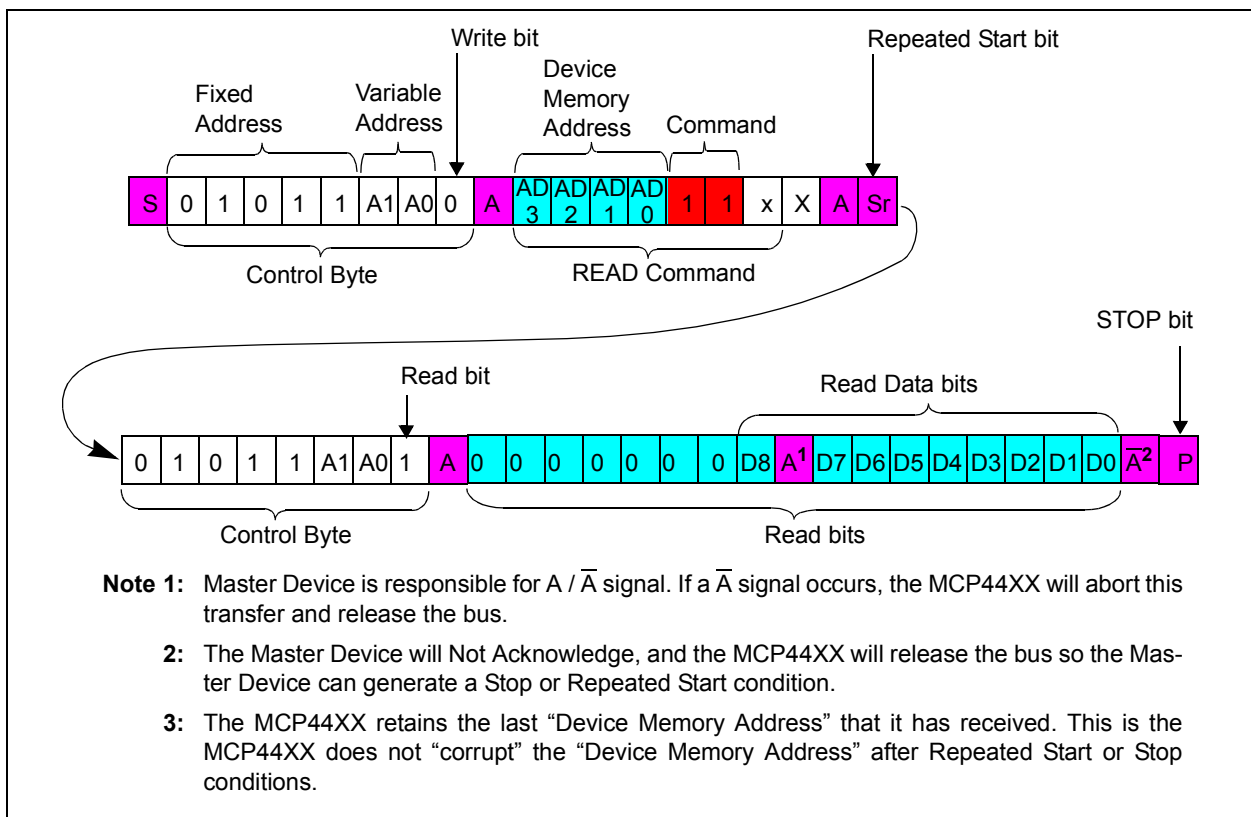 Write bit
Repeated Start bit
Device
Memory
Address
Fixed
Address
Variable
Address
Command
S 0 1 0 1 1 A1 A0 0 A AD3 AD2 AD1 AD0 1 1 x X A Sr
Control Byte
READ Command
STOP bit
Read bit
Read Data bits
0 1 0 1 1 A1 A0 1 A 0 0 0 0 0 0 0 D8 A¹ D7 D6 D5 D4 D3 D2 D1 D0 A̅² P
Control Byte
Read bits
Note 1: Master Device is responsible for A / A̅ signal. If a A̅ signal occurs, the MCP44XX will abort this
transfer and release the bus.
2: The Master Device will Not Acknowledge, and the MCP44XX will release the bus so the Mas-
ter Device can generate a Stop or Repeated Start condition.
3: The MCP44XX retains the last “Device Memory Address” that it has received. This is the
MCP44XX does not “corrupt” the “Device Memory Address” after Repeated Start or Stop
conditions.